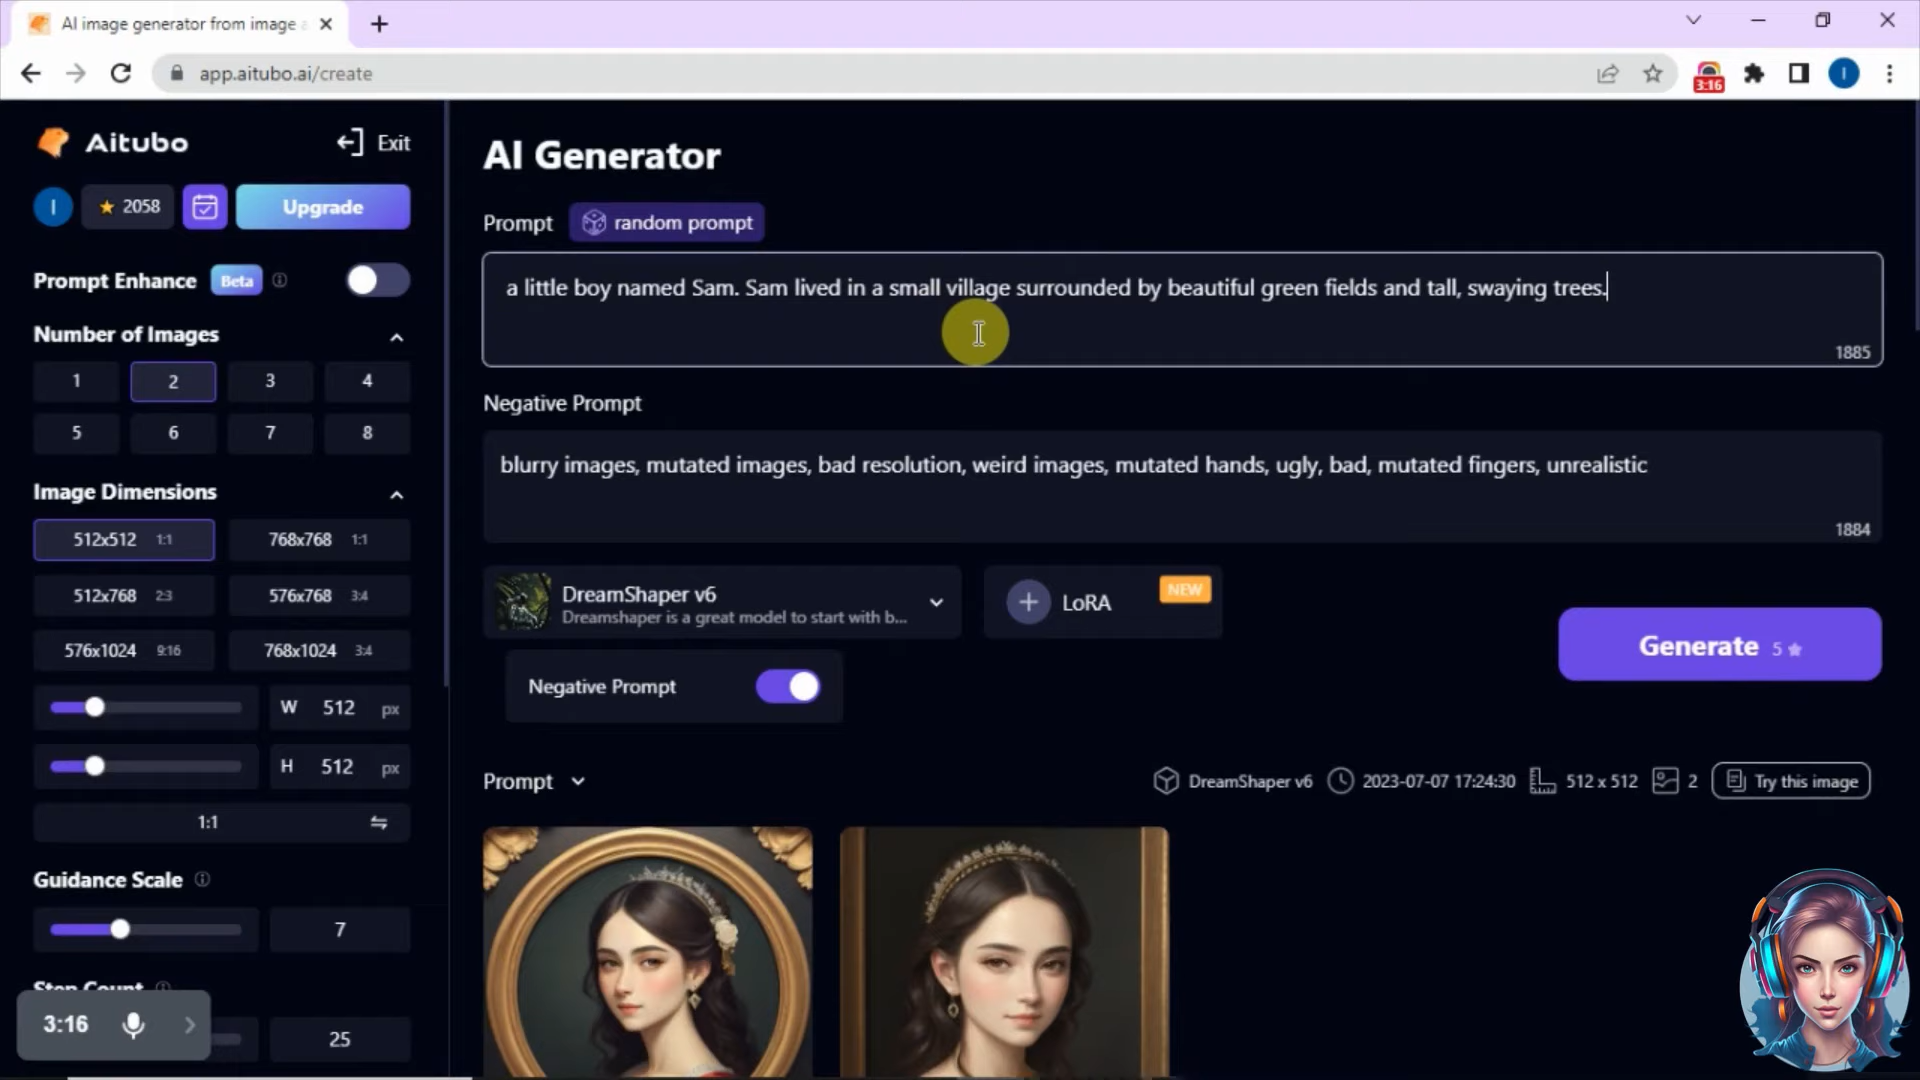 AI image generator from image a
app.aitubo.ai/create
3:16
I
Aitubo
Exit
I
2058
Upgrade
Prompt Enhance Beta
Number of Images
1 2 3 4
5 6 7 8
Image Dimensions
512x512 1:1 768x768 1:1
512x768 2:3 576x768 3:4
576x1024 9:16 768x1024 3:4
W 512 px
H 512 px
1:1
Guidance Scale
7
Step Count
25
3:16
AI Generator
Prompt random prompt
a little boy named Sam. Sam lived in a small village surrounded by beautiful green fields and tall, swaying trees.
1885
Negative Prompt
blurry images, mutated images, bad resolution, weird images, mutated hands, ugly, bad, mutated fingers, unrealistic
1884
DreamShaper v6
Dreamshaper is a great model to start with b...
LoRA
NEW
Generate 5
Negative Prompt
Prompt
DreamShaper v6 2023-07-07 17:24:30 512 x 512 2 Try this image